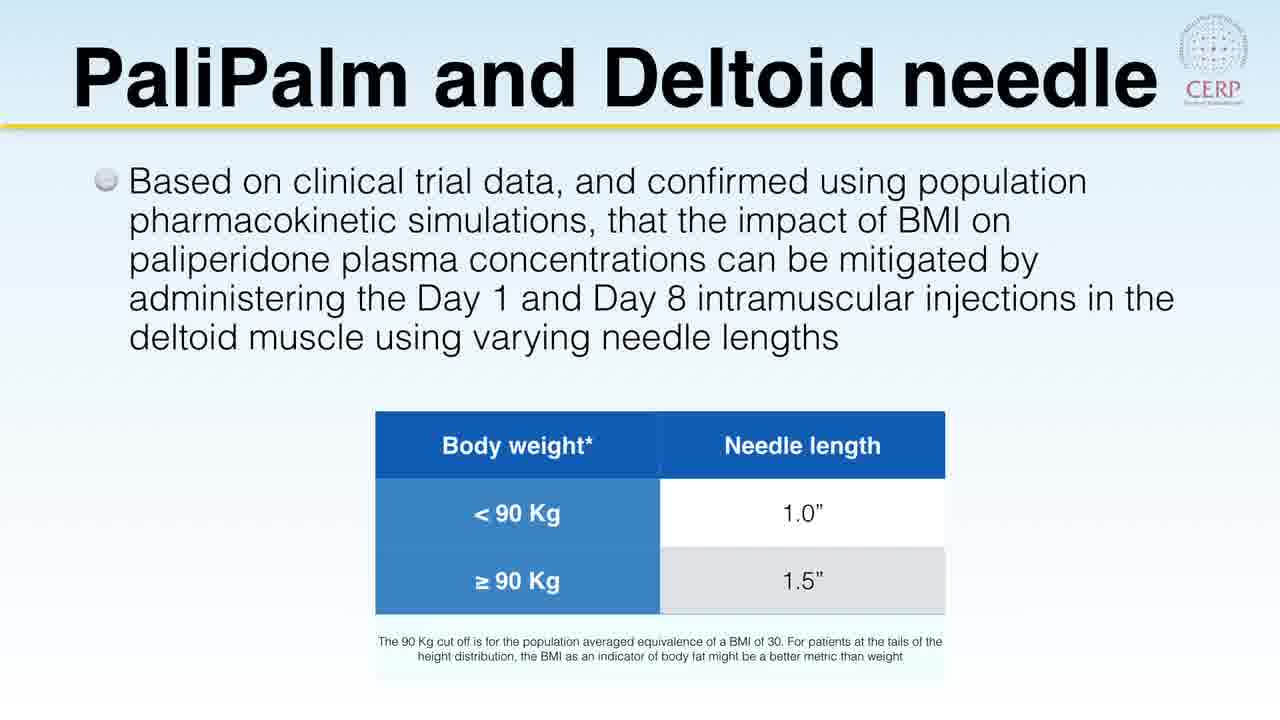 PaliPalm and Deltoid needle
CERP
Based on clinical trial data, and confirmed using population
pharmacokinetic simulations, that the impact of BMI on
paliperidone plasma concentrations can be mitigated by
administering the Day 1 and Day 8 intramuscular injections in the
deltoid muscle using varying needle lengths
Body weight* Needle length
< 90 Kg 1.0”
≥ 90 Kg 1.5”
The 90 Kg cut off is for the population averaged equivalence of a BMI of 30. For patients at the tails of the
height distribution, the BMI as an indicator of body fat might be a better metric than weight